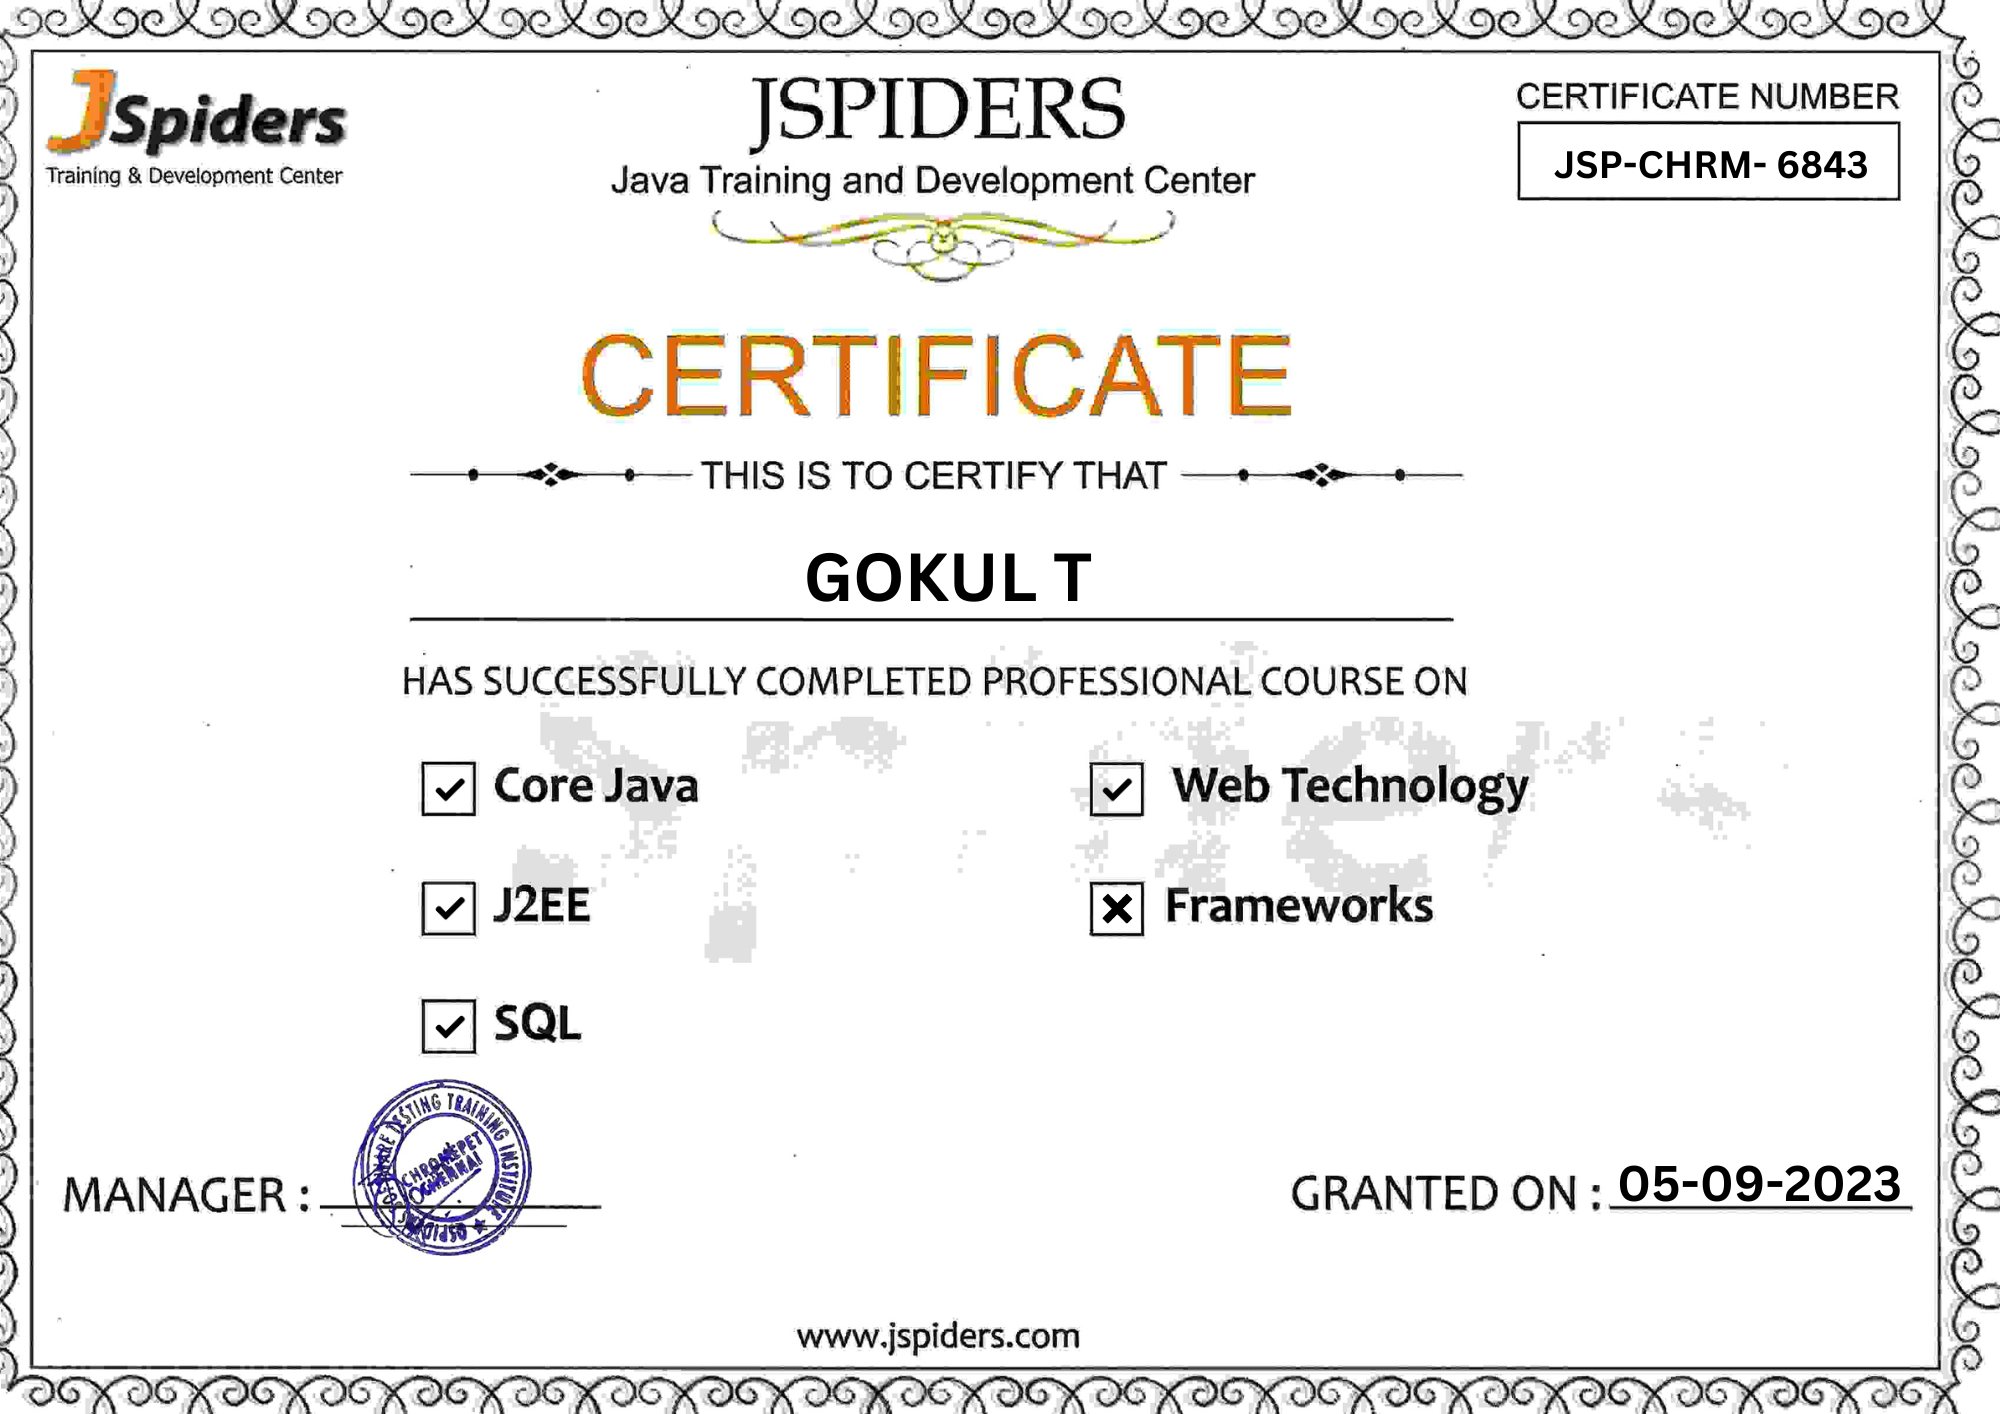 JSpiders
Training & Development Center
JSPIDERS
Java Training and Development Center
CERTIFICATE NUMBER
JSP-CHRM- 6843
CERTIFICATE
THIS IS TO CERTIFY THAT
GOKUL T
HAS SUCCESSFULLY COMPLETED PROFESSIONAL COURSE ON
Core Java
Web Technology
J2EE
Frameworks
SQL
TESTING TRAINING INSTITUTE
CHROMEPET
CHENNAI
MANAGER :
GRANTED ON : 05-09-2023
www.jspiders.com